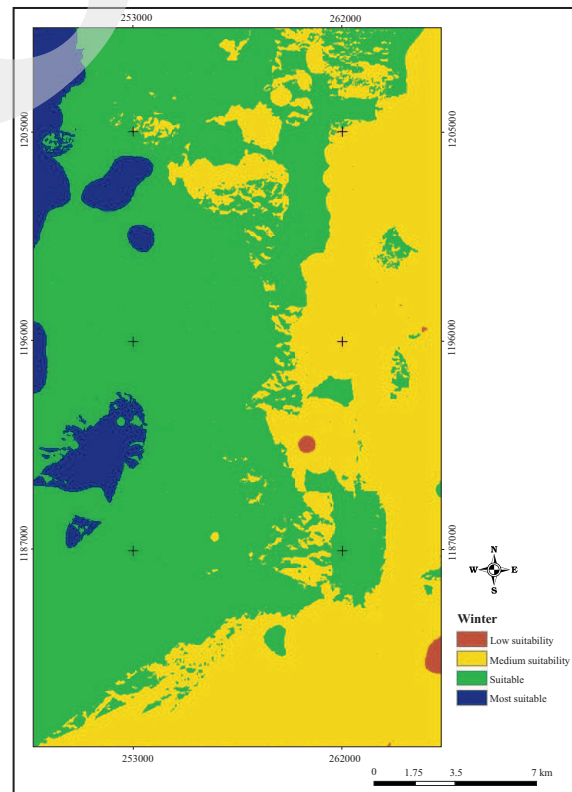 253000 262000
1205000 1205000
1196000 1196000
1187000 1187000
N
W E
S
Winter
Low suitability
Medium suitability
Suitable
Most suitable
253000 262000
0 1.75 3.5 7 km